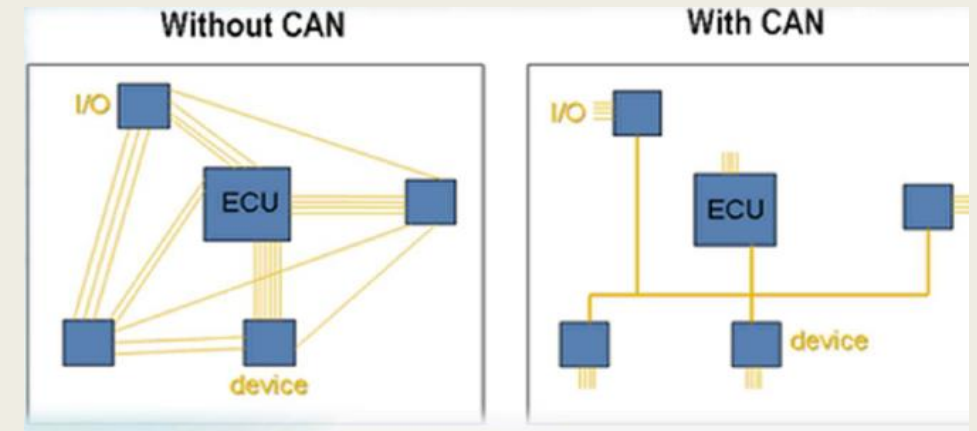 Without CAN
I/O
ECU
device
With CAN
I/O
ECU
device